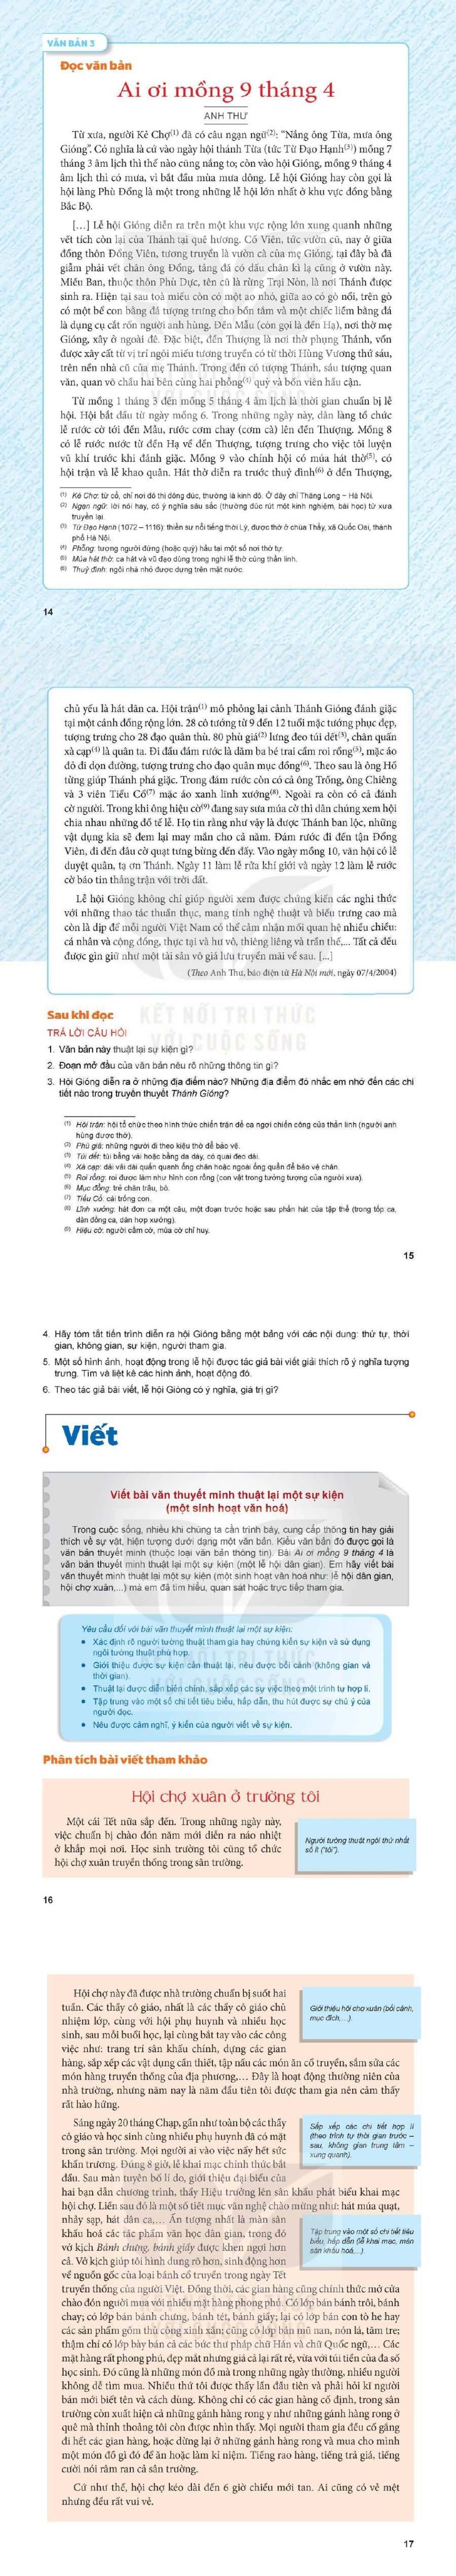 VĂN BẢN 3
Đọc văn bản
Ai ơi mồng 9 tháng 4
ANH THƯ
Từ xưa, người Kẻ Chợ(1) đã có câu ngạn ngữ(2): “Nắng ông Từa, mưa ông
Gióng”. Có nghĩa là cứ vào ngày hội thánh Từa (tức Từ Đạo Hạnh(3)) mồng 7
tháng 3 âm lịch thì thế nào cũng nắng to; còn vào hội Gióng, mồng 9 tháng 4
âm lịch thì có mưa, vì bắt đầu mùa mưa dông. Lễ hội Gióng hay còn gọi là
hội làng Phù Đổng là một trong những lễ hội lớn nhất ở khu vực đồng bằng
Bắc Bộ.
[...] Lễ hội Gióng diễn ra trên một khu vực rộng lớn xung quanh những
vết tích còn lại của Thánh tại quê hương. Cố Viên, tức vườn cũ, nay ở giữa
đồng thôn Đổng Viên, tương truyền là vườn cà của mẹ Gióng, tại đây bà đã
giẫm phải vết chân ông Đổng, tảng đá có dấu chân kì lạ cũng ở vườn này.
Miếu Ban, thuộc thôn Phù Dực, tên cũ là rừng Trại Nòn, là nơi Thánh được
sinh ra. Hiện tại sau toà miếu còn có một ao nhỏ, giữa ao có gò nổi, trên gò
có một bể con bằng đá tượng trưng cho bồn tắm và một chiếc liềm bằng đá
là dụng cụ cắt rốn người anh hùng. Đền Mẫu (còn gọi là đền Hạ), nơi thờ mẹ
Gióng, xây ở ngoài đê. Đặc biệt, đền Thượng là nơi thờ phụng Thánh, vốn
được xây cất từ vị trí ngôi miếu tương truyền có từ thời Hùng Vương thứ sáu,
trên nền nhà cũ của mẹ Thánh. Trong đền có tượng Thánh, sáu tượng quan
văn, quan võ chầu hai bên cùng hai phỗng(4) quỳ và bốn viên hầu cận.
Từ mồng 1 tháng 3 đến mồng 5 tháng 4 âm lịch là thời gian chuẩn bị lễ
hội. Hội bắt đầu từ ngày mồng 6. Trong những ngày này, dân làng tổ chức
lễ rước cờ tới đền Mẫu, rước cơm chay (cơm cà) lên đền Thượng. Mồng 8
có lễ rước nước từ đền Hạ về đền Thượng, tượng trưng cho việc tôi luyện
vũ khí trước khi đánh giặc. Mồng 9 vào chính hội có múa hát thờ(5), có
hội trận và lễ khao quân. Hát thờ diễn ra trước thuỷ đình(6) ở đền Thượng,
(1) Kẻ Chợ: từ cổ, chỉ nơi đô thị đông đúc, thường là kinh đô. Ở đây chỉ Thăng Long – Hà Nội.
(2) Ngạn ngữ: lời nói hay, có ý nghĩa sâu sắc (thường đúc rút một kinh nghiệm, bài học) từ xưa
truyền lại.
(3) Từ Đạo Hạnh (1072 – 1116): thiền sư nổi tiếng thời Lý, được thờ ở chùa Thầy, xã Quốc Oai, thành
phố Hà Nội.
(4) Phỗng: tượng người đứng (hoặc quỳ) hầu tại một số nơi thờ tự.
(5) Múa hát thờ: ca hát và vũ đạo dùng trong nghi lễ thờ cúng thần linh.
(6) Thuỷ đình: ngôi nhà nhỏ được dựng trên mặt nước.
14
chủ yếu là hát dân ca. Hội trận(1) mô phỏng lại cảnh Thánh Gióng đánh giặc
tại một cánh đồng rộng lớn. 28 cô tướng từ 9 đến 12 tuổi mặc tướng phục đẹp,
tượng trưng cho 28 đạo quân thù. 80 phù giá(2) lưng đeo túi dết(3), chân quấn
xà cạp(4) là quân ta. Đi đầu đám rước là dăm ba bé trai cầm roi rồng(5), mặc áo
đỏ đi dọn đường, tượng trưng cho đạo quân mục đồng(6). Theo sau là ông Hổ
từng giúp Thánh phá giặc. Trong đám rước còn có cả ông Trống, ông Chiêng
và 3 viên Tiểu Cổ(7) mặc áo xanh lĩnh xướng(8). Ngoài ra còn có cả đánh
cờ người. Trong khi ông hiệu cờ(9) đang say sưa múa cờ thì dân chúng xem hội
chia nhau những đồ tế lễ. Họ tin rằng như vậy là được Thánh ban lộc, những
vật dụng kia sẽ đem lại may mắn cho cả năm. Đám rước đi đến tận Đổng
Viên, đi đến đâu cờ quạt tưng bừng đến đấy. Vào ngày mồng 10, vãn hội có lễ
duyệt quân, tạ ơn Thánh. Ngày 11 làm lễ rửa khí giới và ngày 12 làm lễ rước
cờ báo tin thắng trận với trời đất.
Lễ hội Gióng không chỉ giúp người xem được chứng kiến các nghi thức
với những thao tác thuần thục, mang tính nghệ thuật và biểu trưng cao mà
còn là dịp để mỗi người Việt Nam có thể cảm nhận mối quan hệ nhiều chiều:
cá nhân và cộng đồng, thực tại và hư vô, thiêng liêng và trần thế,... Tất cả đều
được gìn giữ như một tài sản vô giá lưu truyền mãi về sau. [...]
(Theo Anh Thư, báo điện tử Hà Nội mới, ngày 07/4/2004)
KẾT NỐI TRI THỨC
VỚI CUỘC SỐNG
Sau khi đọc
TRẢ LỜI CÂU HỎI
1. Văn bản này thuật lại sự kiện gì?
2. Đoạn mở đầu của văn bản nêu rõ những thông tin gì?
3. Hội Gióng diễn ra ở những địa điểm nào? Những địa điểm đó nhắc em nhớ đến các chi
tiết nào trong truyền thuyết Thánh Gióng?
(1) Hội trận: hội tổ chức theo hình thức chiến trận để ca ngợi chiến công của thần linh (người anh
hùng được thờ).
(2) Phù giá: những người đi theo kiệu thờ để bảo vệ.
(3) Túi dết: túi bằng vải hoặc bằng da dày, có quai đeo dài.
(4) Xà cạp: dải vải dài quấn quanh ống chân hoặc ngoài ống quần để bảo vệ chân.
(5) Roi rồng: roi được làm như hình con rồng (con vật trong tưởng tượng của người xưa).
(6) Mục đồng: trẻ chăn trâu, bò.
(7) Tiểu Cổ: cái trống con.
(8) Lĩnh xướng: hát đơn ca một câu, một đoạn trước hoặc sau phần hát của tập thể (trong tốp ca,
dàn đồng ca, dàn hợp xướng).
(9) Hiệu cờ: người cầm cờ, múa cờ chỉ huy.
15
4. Hãy tóm tắt tiến trình diễn ra hội Gióng bằng một bảng với các nội dung: thứ tự, thời
gian, không gian, sự kiện, người tham gia.
5. Một số hình ảnh, hoạt động trong lễ hội được tác giả bài viết giải thích rõ ý nghĩa tượng
trưng. Tìm và liệt kê các hình ảnh, hoạt động đó.
6. Theo tác giả bài viết, lễ hội Gióng có ý nghĩa, giá trị gì?
Viết
Viết bài văn thuyết minh thuật lại một sự kiện
(một sinh hoạt văn hoá)
Trong cuộc sống, nhiều khi chúng ta cần trình bày, cung cấp thông tin hay giải
thích về sự vật, hiện tượng dưới dạng một văn bản. Kiểu văn bản đó được gọi là
văn bản thuyết minh (thuộc loại văn bản thông tin). Bài Ai ơi mồng 9 tháng 4 là
văn bản thuyết minh thuật lại một sự kiện (một lễ hội dân gian). Em hãy viết bài
văn thuyết minh thuật lại một sự kiện (một sinh hoạt văn hoá như: lễ hội dân gian,
hội chợ xuân,...) mà em đã tìm hiểu, quan sát hoặc trực tiếp tham gia.
Yêu cầu đối với bài văn thuyết minh thuật lại một sự kiện:
• Xác định rõ người tường thuật tham gia hay chứng kiến sự kiện và sử dụng
ngôi tường thuật phù hợp.
• Giới thiệu được sự kiện cần thuật lại, nêu được bối cảnh (không gian và
thời gian).
• Thuật lại được diễn biến chính, sắp xếp các sự việc theo một trình tự hợp lí.
• Tập trung vào một số chi tiết tiêu biểu, hấp dẫn, thu hút được sự chú ý của
người đọc.
• Nêu được cảm nghĩ, ý kiến của người viết về sự kiện.
Phân tích bài viết tham khảo
Hội chợ xuân ở trường tôi
Một cái Tết nữa sắp đến. Trong những ngày này,
việc chuẩn bị chào đón năm mới diễn ra náo nhiệt
ở khắp mọi nơi. Học sinh trường tôi cũng tổ chức
hội chợ xuân truyền thống trong sân trường.
Người tường thuật ngôi thứ nhất
số ít (“tôi”).
16
Hội chợ này đã được nhà trường chuẩn bị suốt hai
tuần. Các thầy cô giáo, nhất là các thầy cô giáo chủ
nhiệm lớp, cùng với hội phụ huynh và nhiều học
sinh, sau mỗi buổi học, lại cùng bắt tay vào các công
việc như: trang trí sân khấu chính, dựng các gian
hàng, sắp xếp các vật dụng cần thiết, tập nấu các món ăn cổ truyền, sắm sửa các
món hàng truyền thống của địa phương,... Đây là hoạt động thường niên của
nhà trường, nhưng năm nay là năm đầu tiên tôi được tham gia nên cảm thấy
rất hào hứng.
Giới thiệu hội chợ xuân (bối cảnh,
mục đích,...).
Sáng ngày 20 tháng Chạp, gần như toàn bộ các thầy
cô giáo và học sinh cùng nhiều phụ huynh đã có mặt
trong sân trường. Mọi người ai vào việc nấy hết sức
khẩn trương. Đúng 8 giờ, lễ khai mạc chính thức bắt
đầu. Sau màn tuyên bố lí do, giới thiệu đại biểu của
hai bạn dẫn chương trình, thầy Hiệu trưởng lên sân khấu phát biểu khai mạc
hội chợ. Liền sau đó là một số tiết mục văn nghệ chào mừng như: hát múa quạt,
nhảy sạp, hát dân ca,... Ấn tượng nhất là màn sân
khấu hoá các tác phẩm văn học dân gian, trong đó
vở kịch Bánh chưng, bánh giầy được khen ngợi hơn
cả. Vở kịch giúp tôi hình dung rõ hơn, sinh động hơn
về nguồn gốc của loại bánh cổ truyền trong ngày Tết
truyền thống của người Việt. Đồng thời, các gian hàng cũng chính thức mở cửa
chào đón người mua với nhiều mặt hàng phong phú. Có lớp bán bánh trôi, bánh
chay; có lớp bán bánh chưng, bánh tét, bánh giầy; lại có lớp bán con tò he hay
các sản phẩm gốm thủ công xinh xắn; cũng có lớp bán mũ nan, nón lá, tăm tre;
thậm chí có lớp bày bán cả các bức thư pháp chữ Hán và chữ Quốc ngữ,... Các
mặt hàng rất phong phú, đẹp mắt nhưng giá cả lại rất rẻ, vừa với túi tiền của đa số
học sinh. Đó cũng là những món đồ mà trong những ngày thường, nhiều người
không dễ tìm mua. Nhiều thứ tôi được thấy lần đầu tiên và phải hỏi kĩ người
bán mới biết tên và cách dùng. Không chỉ có các gian hàng cố định, trong sân
trường còn xuất hiện cả những gánh hàng rong y như những gánh hàng rong ở
quê mà thỉnh thoảng tôi còn được nhìn thấy. Mọi người tham gia đều cố gắng
đi hết các gian hàng, hoặc dừng lại ở những gánh hàng rong và mua cho mình
một món đồ gì đó để ăn hoặc làm kỉ niệm. Tiếng rao hàng, tiếng trả giá, tiếng
cười nói râm ran cả sân trường.
Sắp xếp các chi tiết hợp lí
(theo trình tự thời gian trước –
sau, không gian trung tâm –
xung quanh).
Tập trung vào một số chi tiết tiêu
biểu, hấp dẫn (lễ khai mạc, màn
sân khấu hoá,...).
Cứ như thế, hội chợ kéo dài đến 6 giờ chiều mới tan. Ai cũng có vẻ mệt
nhưng đều rất vui vẻ.
17